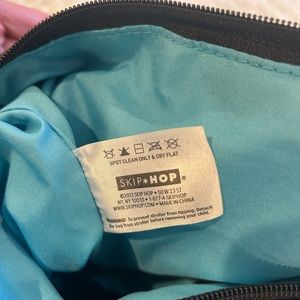 SPOT CLEAN ONLY & DRY FLAT
SKIP*HOP®
©2013 SKIP HOP • 50 W 23 ST
NY, NY 10010 • 1-877-4-SKIPHOP
WWW.SKIPHOP.COM • MADE IN CHINA
WARNING! To prevent stroller from tipping: Detach
the bag from stroller before removing your child.